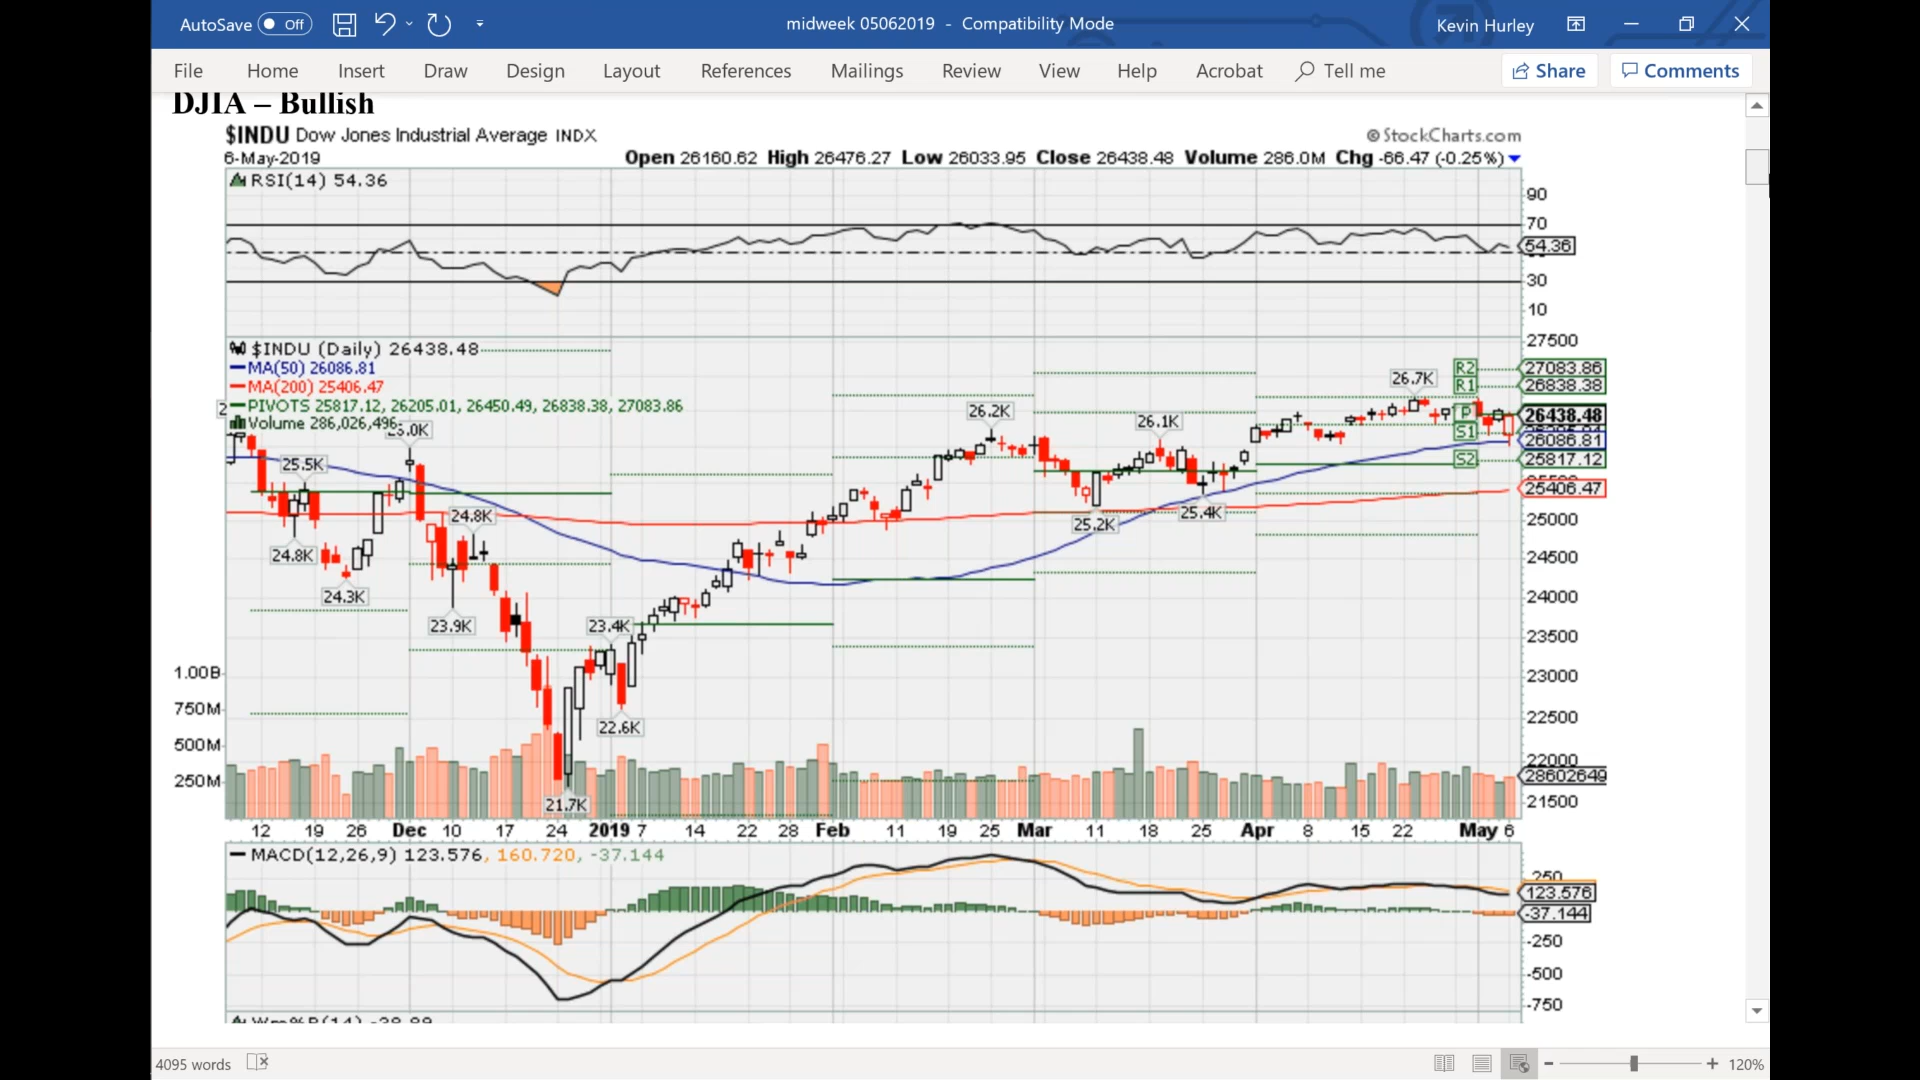 AutoSave Off midweek 05062019 - Compatibility Mode Kevin Hurley
File Home Insert Draw Design Layout References Mailings Review View Help Acrobat Tell me Share Comments
DJIA – Bullish
$INDU Dow Jones Industrial Average INDX © StockCharts.com
6-May-2019 Open 26160.62 High 26476.27 Low 26033.95 Close 26438.48 Volume 286.0M Chg -66.47 (-0.25%)
RSI(14) 54.36
90
70
54.36
30
10
27500
$INDU (Daily) 26438.48
MA(50) 26086.81
MA(200) 25406.47
PIVOTS 25817.12, 26205.01, 26450.49, 26838.38, 27083.86
Volume 286,026,496
R2 27083.86
R1 26838.38
P 26438.48
S1
26086.81
S2 25817.12
25406.47
26.7K
26.2K
26.1K
25.5K
24.8K
25.2K
25.4K
24.8K
24.3K
23.9K
23.4K
22.6K
21.7K
25000
24500
24000
23500
23000
22500
22000
28602649
21500
1.00B
750M
500M
250M
12 19 26 Dec 10 17 24 2019 7 14 22 28 Feb 11 19 25 Mar 11 18 25 Apr 8 15 22 May 6
MACD(12,26,9) 123.576, 160.720, -37.144
250
123.576
-37.144
-250
-500
-750
4095 words 120%